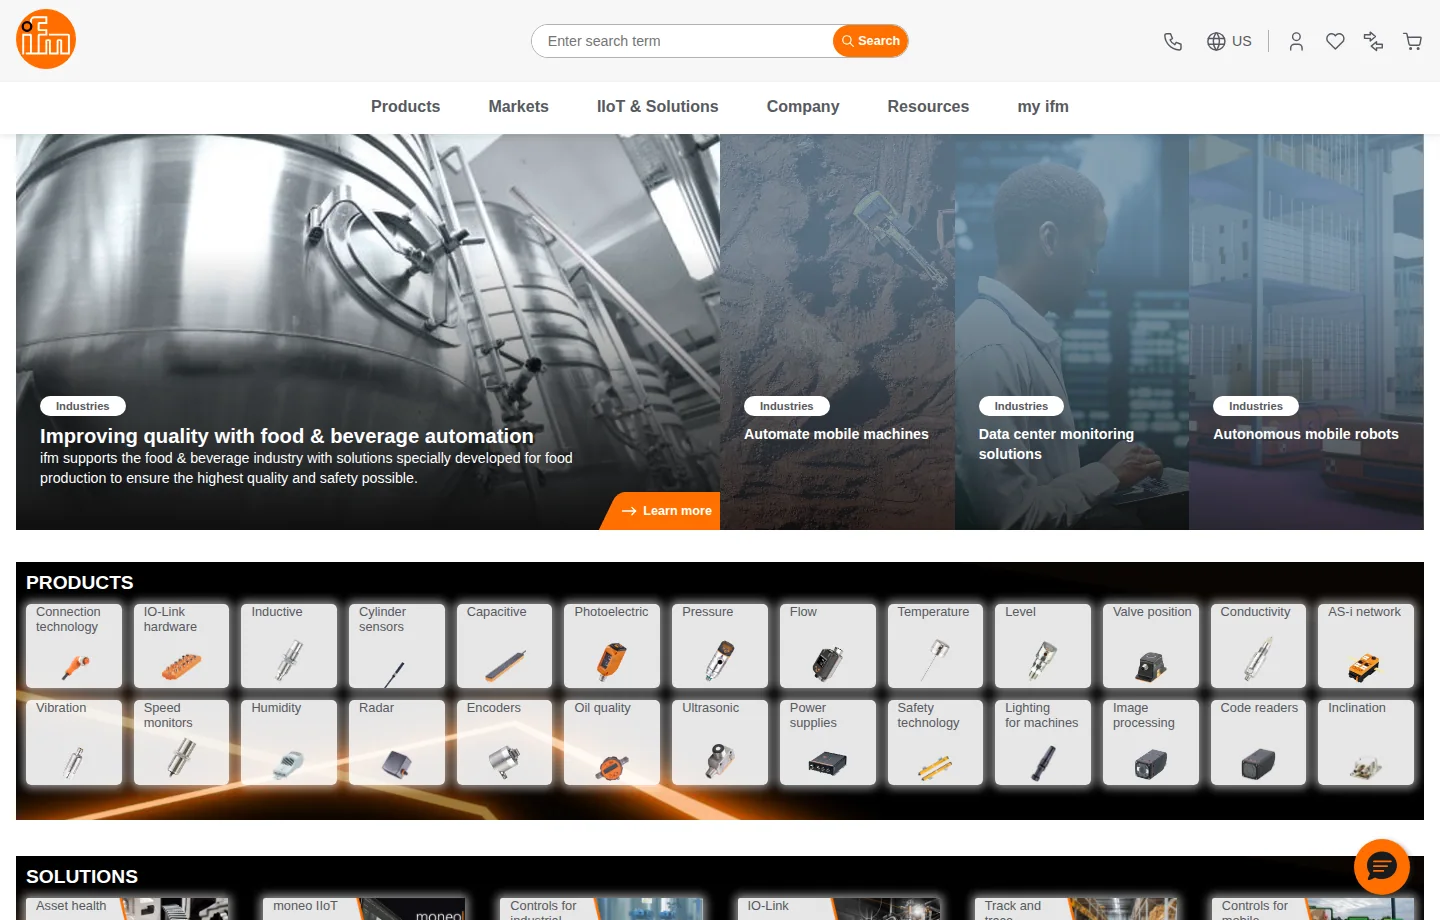 ifm
Enter search term
Search
US
Products
Markets
IIoT & Solutions
Company
Resources
my ifm
Industries
Improving quality with food & beverage automation
ifm supports the food & beverage industry with solutions specially developed for food
production to ensure the highest quality and safety possible.
Learn more
Industries
Automate mobile machines
Industries
Data center monitoring
solutions
Industries
Autonomous mobile robots
PRODUCTS
Connection
technology
IO-Link
hardware
Inductive
Cylinder
sensors
Capacitive
Photoelectric
Pressure
Flow
Temperature
Level
Valve position
Conductivity
AS-i network
Vibration
Speed
monitors
Humidity
Radar
Encoders
Oil quality
Ultrasonic
Power
supplies
Safety
technology
Lighting
for machines
Image
processing
Code readers
Inclination
SOLUTIONS
Asset health
moneo IIoT
moneo
Controls for
industrial
IO-Link
Track and
trace
Controls for
mobile